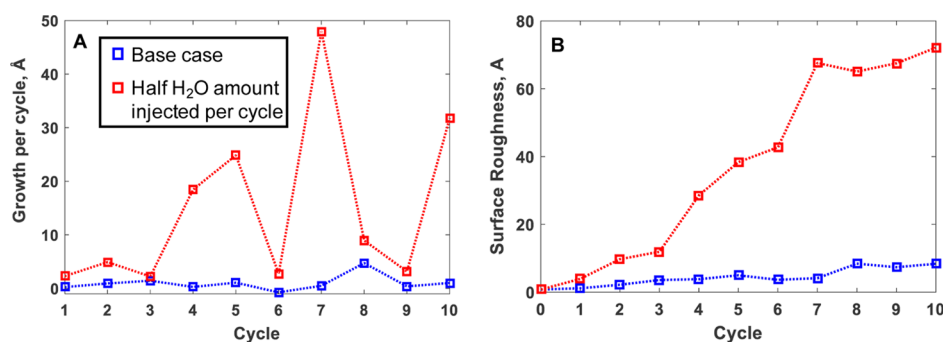 A
Base case
Half H₂O amount
injected per cycle
Growth per cycle, Å
50
40
30
20
10
0
1 2 3 4 5 6 7 8 9 10
Cycle
B
Surface Roughness, A
80
60
40
20
0
0 1 2 3 4 5 6 7 8 9 10
Cycle